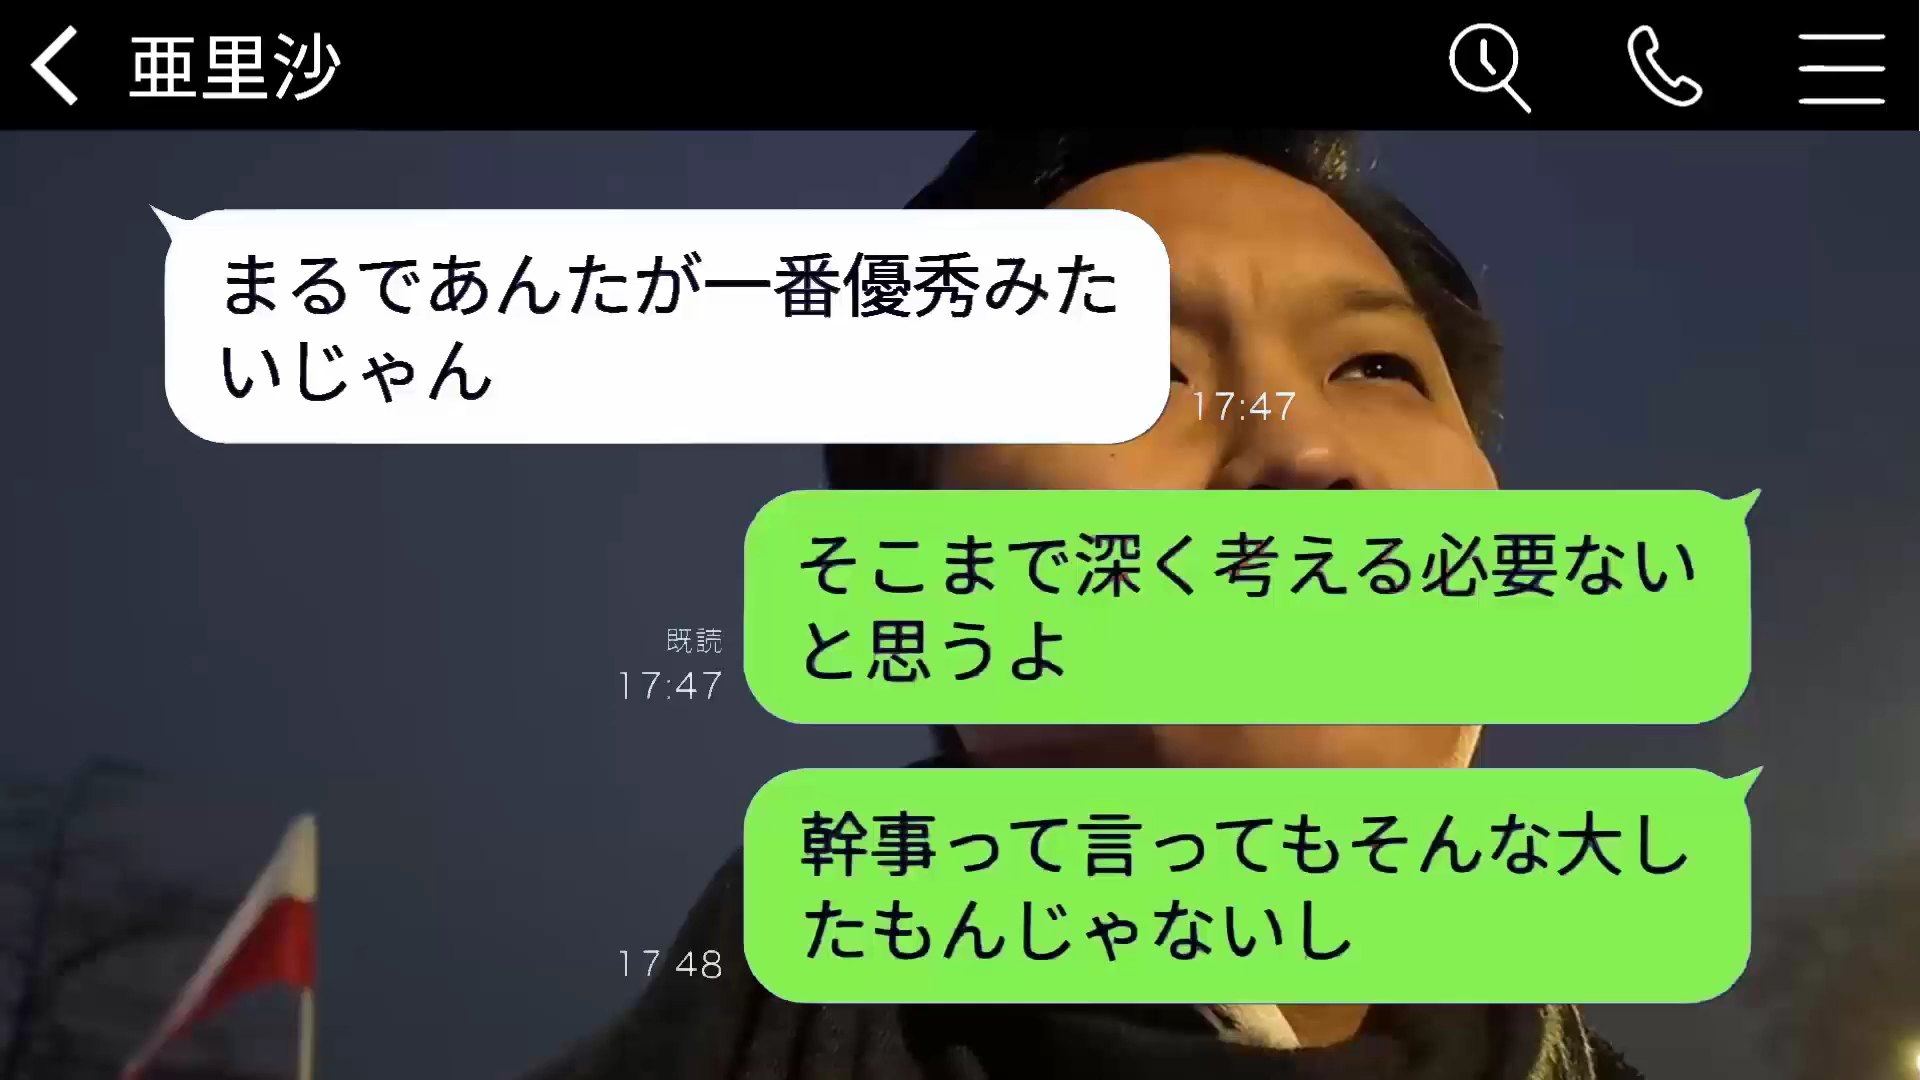 亜里沙
まるであんたが一番優秀みた
いじゃん
17:47
そこまで深く考える必要ない
と思うよ
既読
17:47
幹事って言ってもそんな大し
たもんじゃないし
17 48